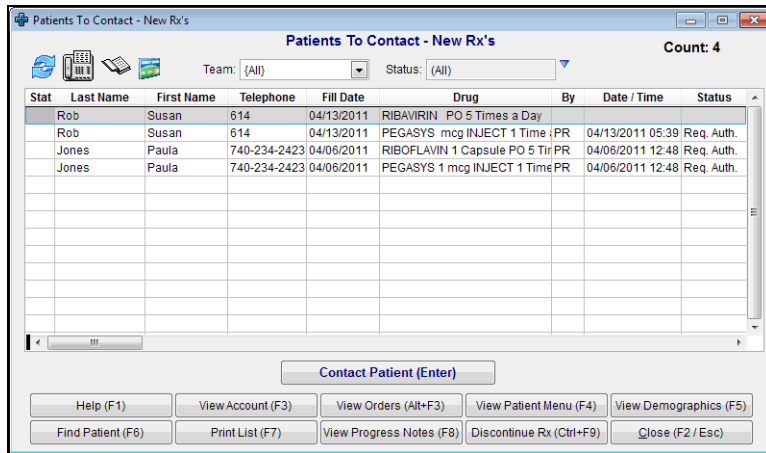 Patients To Contact - New Rx's
Patients To Contact - New Rx's
Count: 4
Team: {All} Status: (All)
Stat Last Name First Name Telephone Fill Date Drug By Date / Time Status
Rob Susan 614 04/13/2011 RIBAVIRIN PO 5 Times a Day
Rob Susan 614 04/13/2011 PEGASYS mcg INJECT 1 Time PR 04/13/2011 05:39 Req. Auth.
Jones Paula 740-234-2423 04/06/2011 RIBOFLAVIN 1 Capsule PO 5 Tir PR 04/06/2011 12:48 Req. Auth.
Jones Paula 740-234-2423 04/06/2011 PEGASYS 1 mcg INJECT 1 Time PR 04/06/2011 12:48 Req. Auth.
Contact Patient (Enter)
Help (F1) View Account (F3) View Orders (Alt+F3) View Patient Menu (F4) View Demographics (F5)
Find Patient (F6) Print List (F7) View Progress Notes (F8) Discontinue Rx (Ctrl+F9) Close (F2 / Esc)